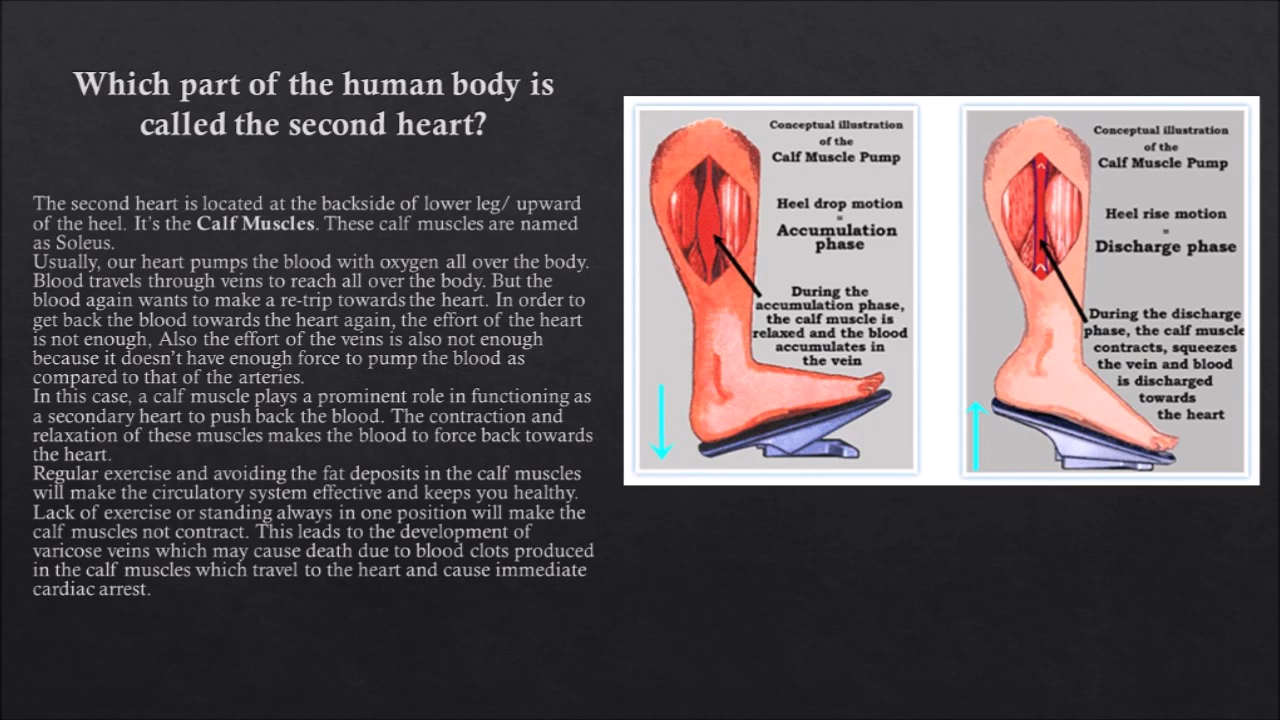 Which part of the human body is
called the second heart?
The second heart is located at the backside of lower leg/ upward
of the heel. It's the Calf Muscles. These calf muscles are named
as Soleus.
Usually, our heart pumps the blood with oxygen all over the body.
Blood travels through veins to reach all over the body. But the
blood again wants to make a re-trip towards the heart. In order to
get back the blood towards the heart again, the effort of the heart
is not enough, Also the effort of the veins is also not enough
because it doesn't have enough force to pump the blood as
compared to that of the arteries.
In this case, a calf muscle plays a prominent role in functioning as
a secondary heart to push back the blood. The contraction and
relaxation of these muscles makes the blood to force back towards
the heart.
Regular exercise and avoiding the fat deposits in the calf muscles
will make the circulatory system effective and keeps you healthy.
Lack of exercise or standing always in one position will make the
calf muscles not contract. This leads to the development of
varicose veins which may cause death due to blood clots produced
in the calf muscles which travel to the heart and cause immediate
cardiac arrest.
Conceptual illustration
of the
Calf Muscle Pump
Heel drop motion
=
Accumulation
phase
During the
accumulation phase,
the calf muscle is
relaxed and the blood
accumulates in
the vein
Conceptual illustration
of the
Calf Muscle Pump
Heel rise motion
=
Discharge phase
During the discharge
phase, the calf muscle
contracts, squeezes
the vein and blood
is discharged
towards
the heart